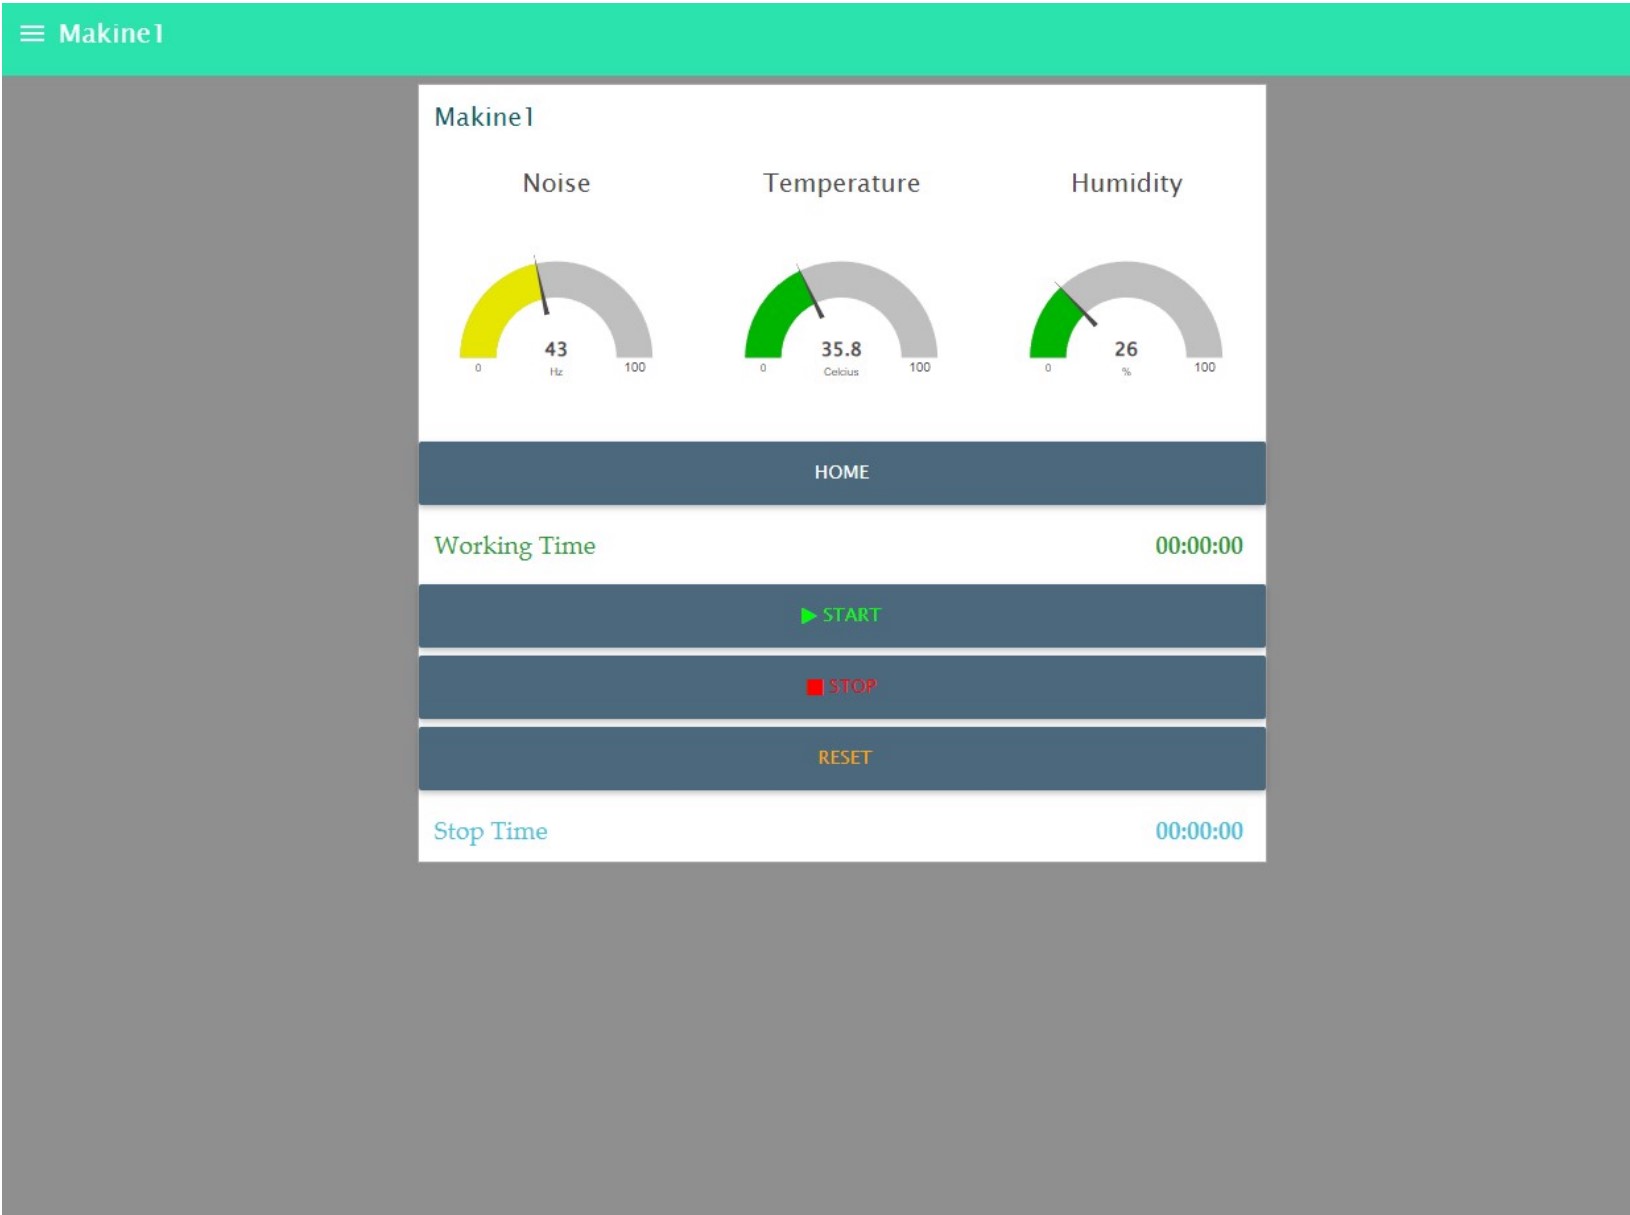 Makine1
Makine1
Noise Temperature Humidity
43 35.8 26
0 Hz 100 0 Celcius 100 0 % 100
HOME
Working Time 00:00:00
▶ START
■ STOP
RESET
Stop Time 00:00:00